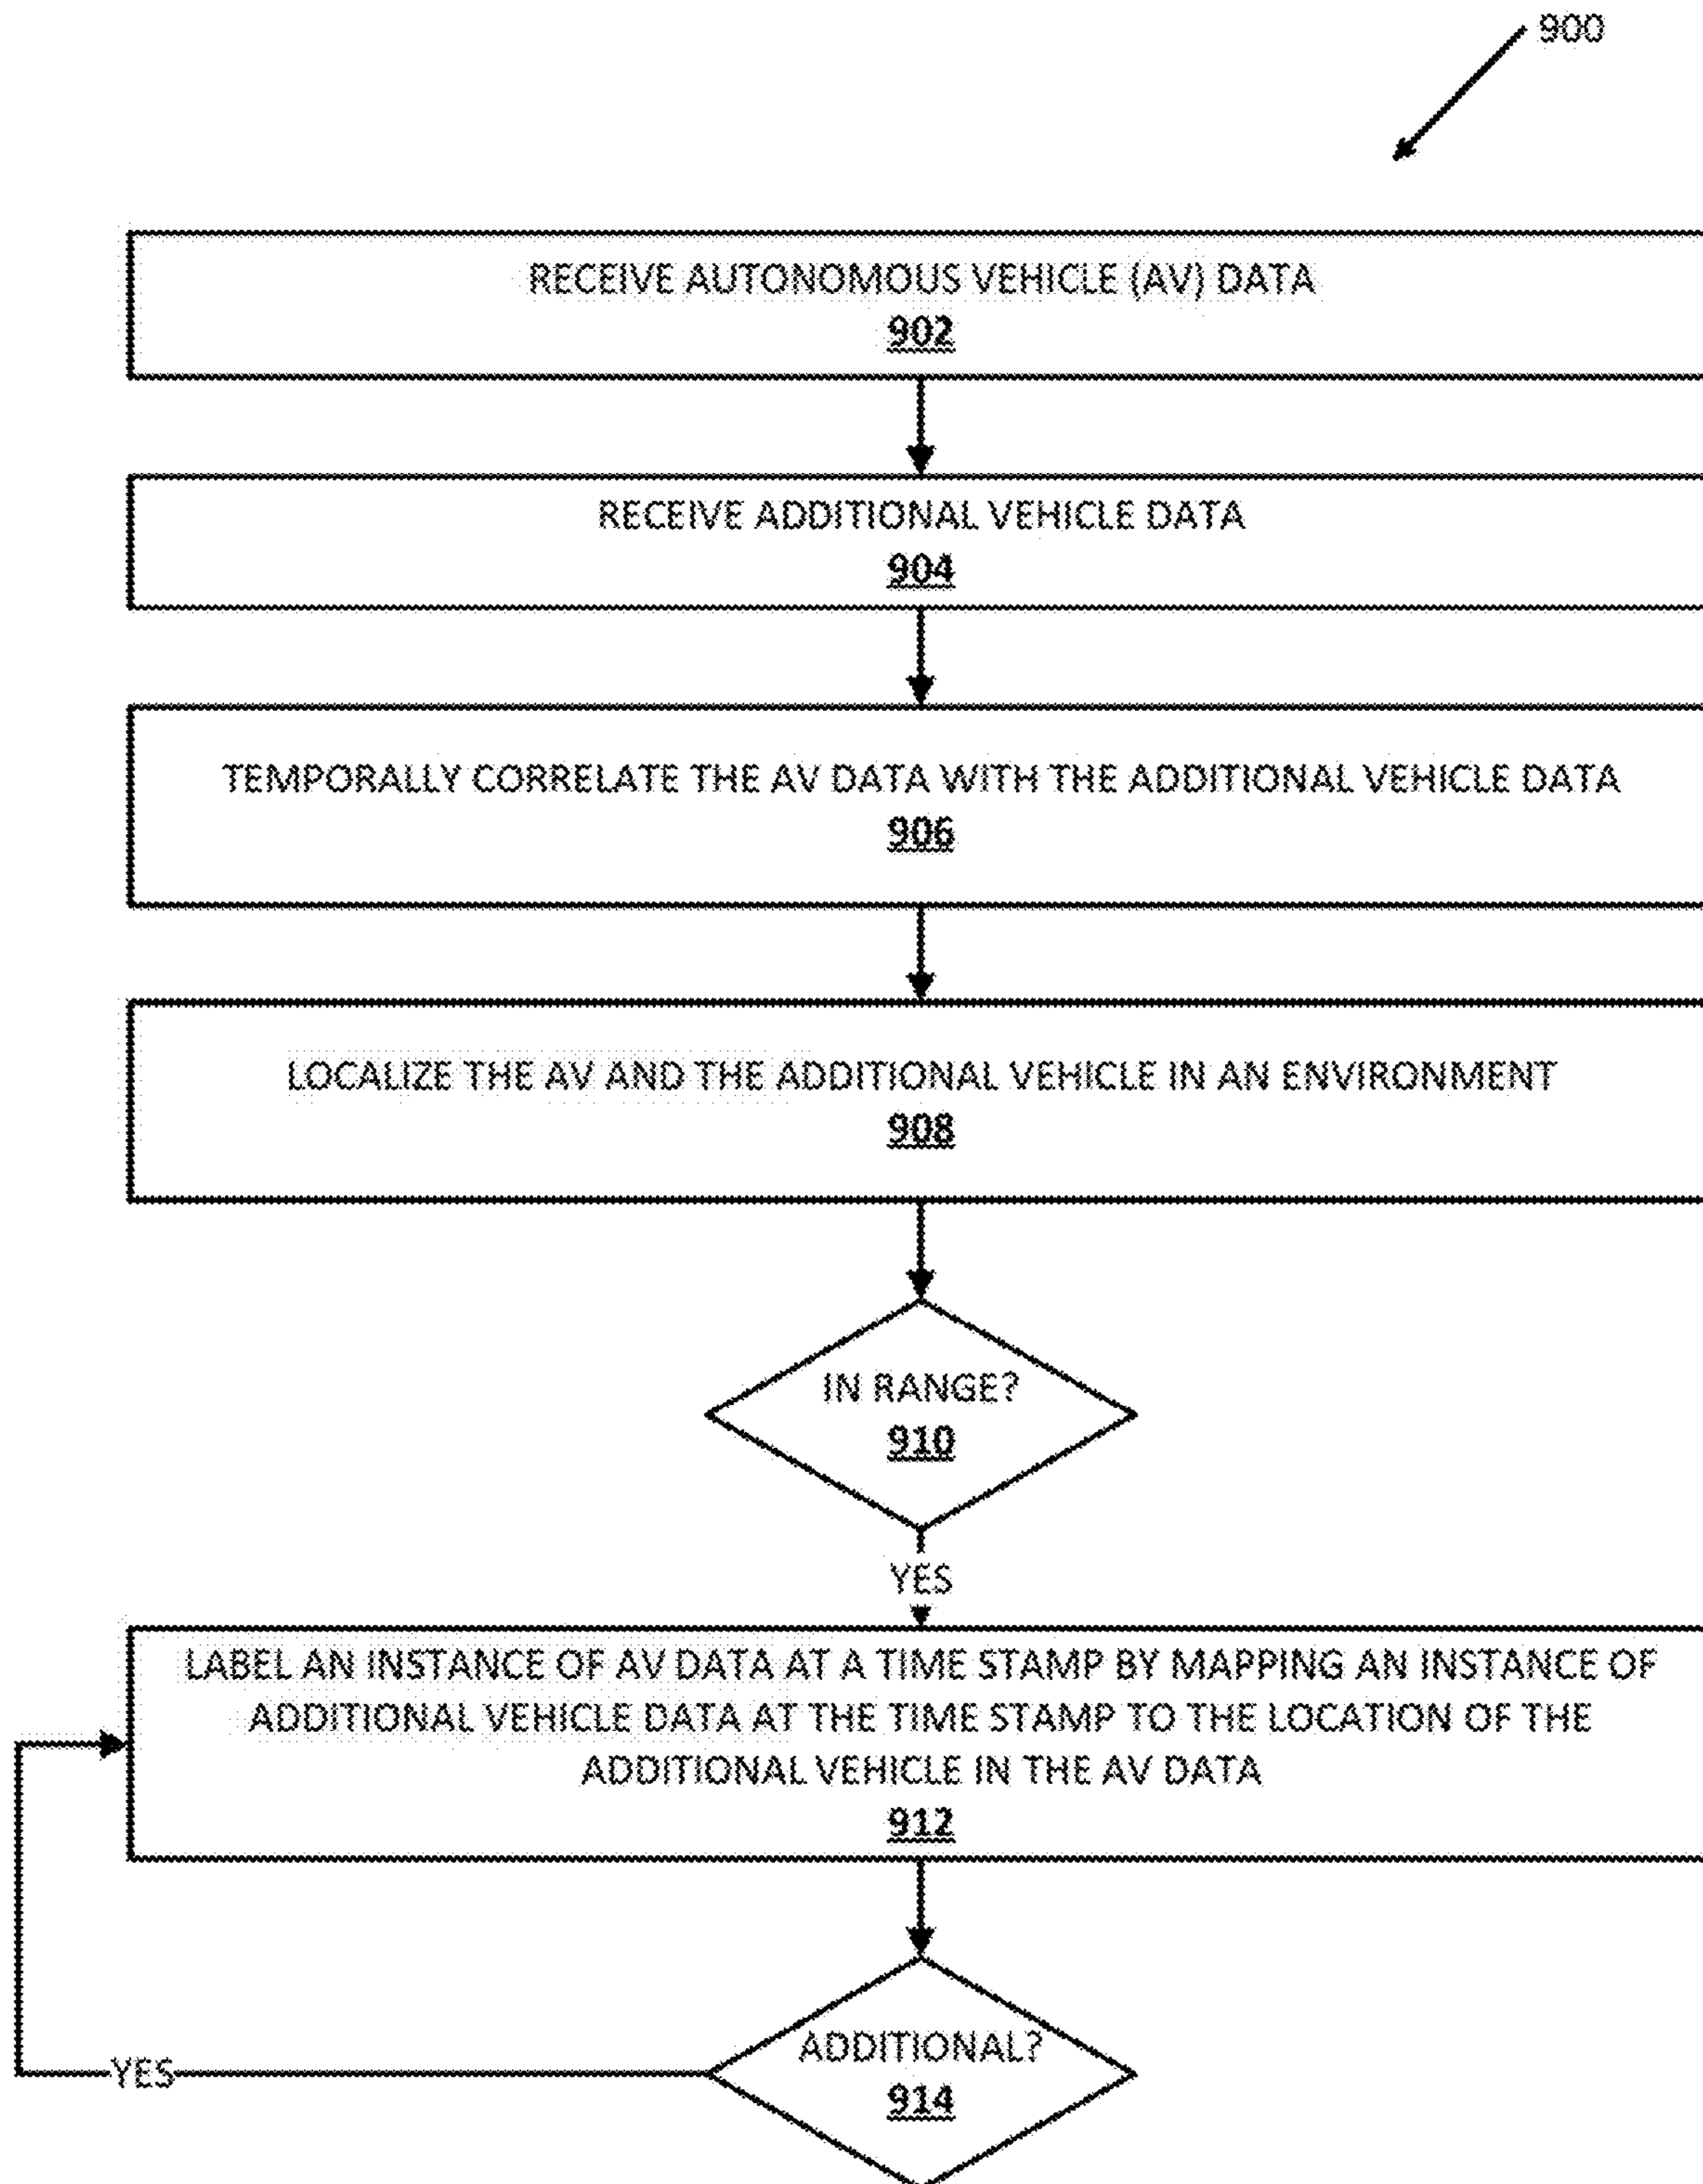 900
RECEIVE AUTONOMOUS VEHICLE (AV) DATA
902
RECEIVE ADDITIONAL VEHICLE DATA
904
TEMPORALLY CORRELATE THE AV DATA WITH THE ADDITIONAL VEHICLE DATA
906
LOCALIZE THE AV AND THE ADDITIONAL VEHICLE IN AN ENVIRONMENT
908
IN RANGE?
910
YES
LABEL AN INSTANCE OF AV DATA AT A TIME STAMP BY MAPPING AN INSTANCE OF
ADDITIONAL VEHICLE DATA AT THE TIME STAMP TO THE LOCATION OF THE
ADDITIONAL VEHICLE IN THE AV DATA
912
ADDITIONAL?
914
YES